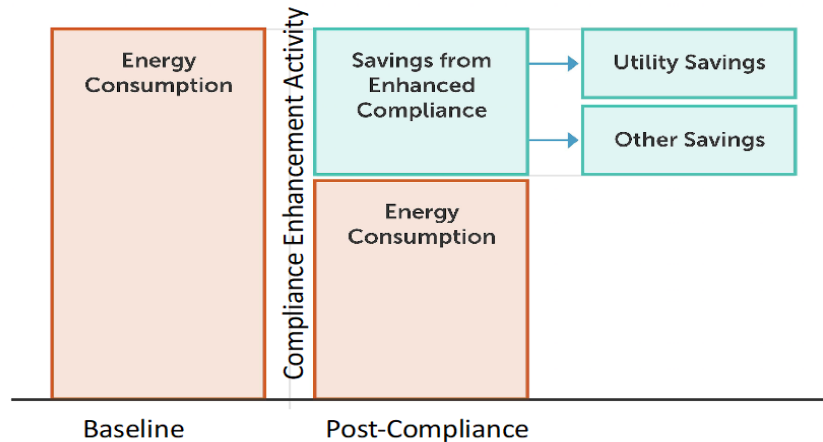 Energy
Consumption
Compliance Enhancement Activity
Savings from
Enhanced
Compliance
Utility Savings
Other Savings
Energy
Consumption
Baseline
Post-Compliance